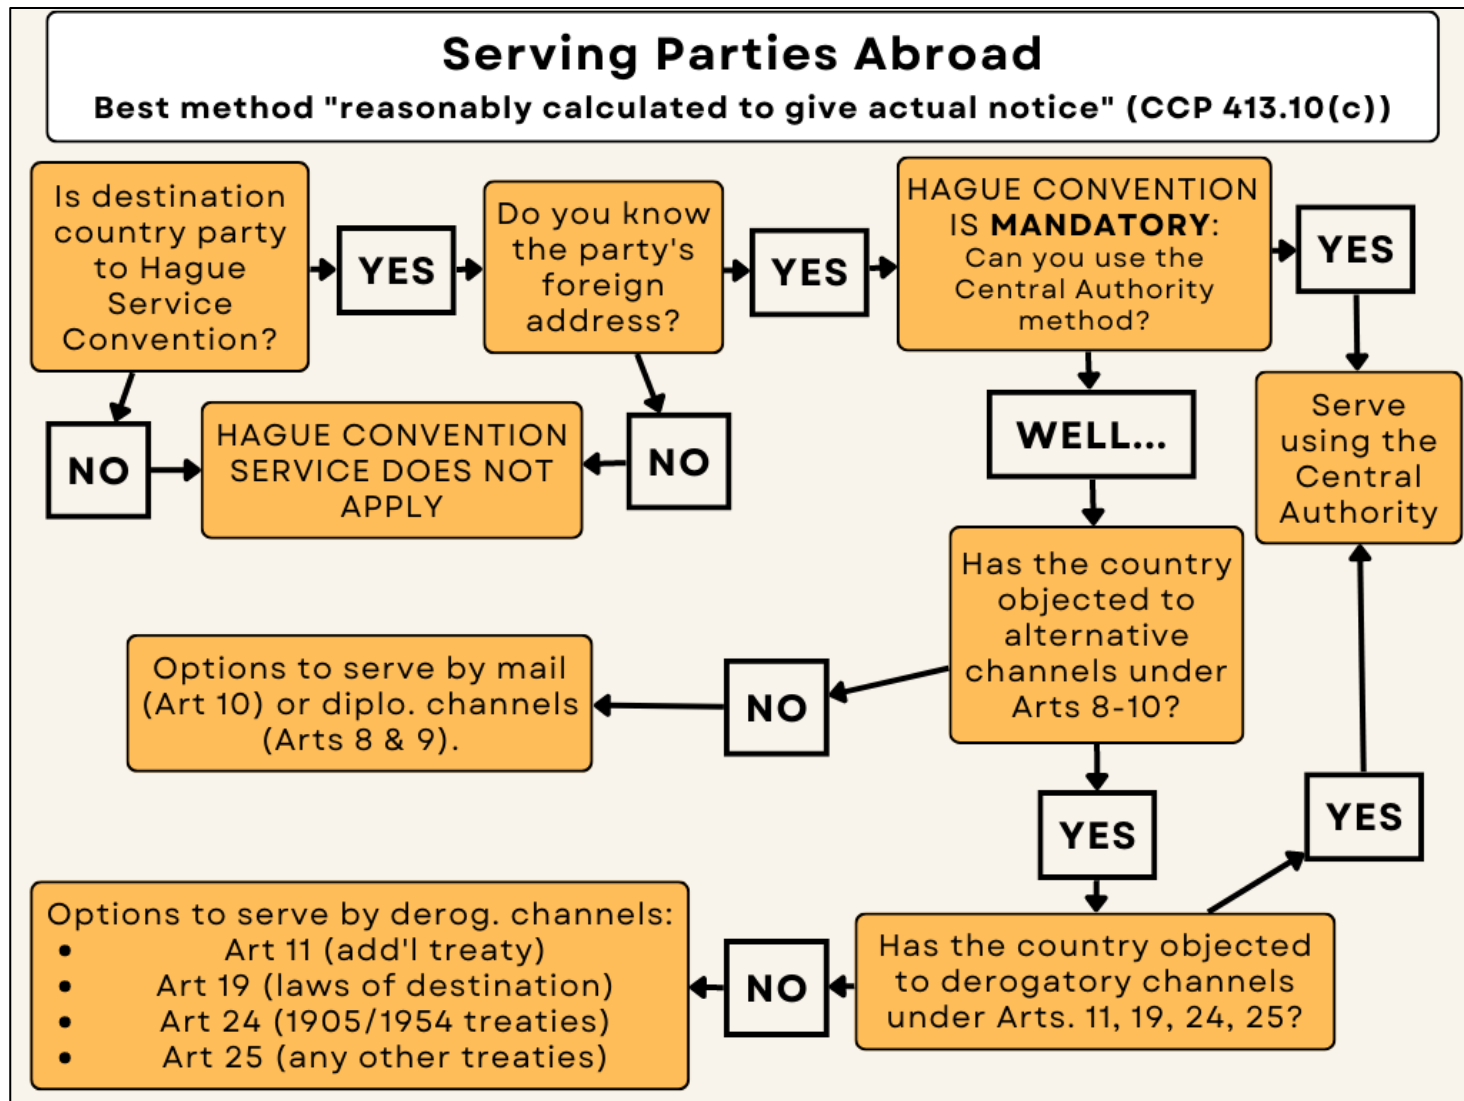 Serving Parties Abroad
Best method "reasonably calculated to give actual notice" (CCP 413.10(c))
Is destination
country party
to Hague
Service
Convention?
YES
Do you know
the party's
foreign
address?
YES
HAGUE CONVENTION
IS MANDATORY:
Can you use the
Central Authority
method?
YES
NO
HAGUE CONVENTION
SERVICE DOES NOT
APPLY
NO
WELL...
Serve
using the
Central
Authority
Has the country
objected to
alternative
channels under
Arts 8-10?
Options to serve by mail
(Art 10) or diplo. channels
(Arts 8 & 9).
NO
YES
YES
Options to serve by derog. channels:
• Art 11 (add'l treaty)
• Art 19 (laws of destination)
• Art 24 (1905/1954 treaties)
• Art 25 (any other treaties)
NO
Has the country objected
to derogatory channels
under Arts. 11, 19, 24, 25?